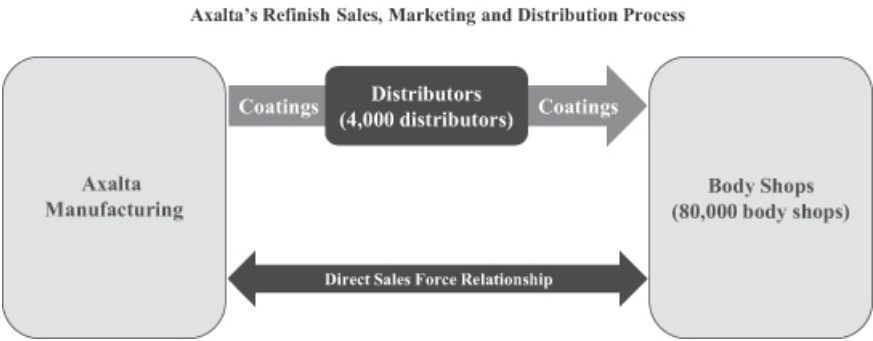 Axalta’s Refinish Sales, Marketing and Distribution Process
Coatings
Distributors
(4,000 distributors)
Coatings
Axalta
Manufacturing
Body Shops
(80,000 body shops)
Direct Sales Force Relationship